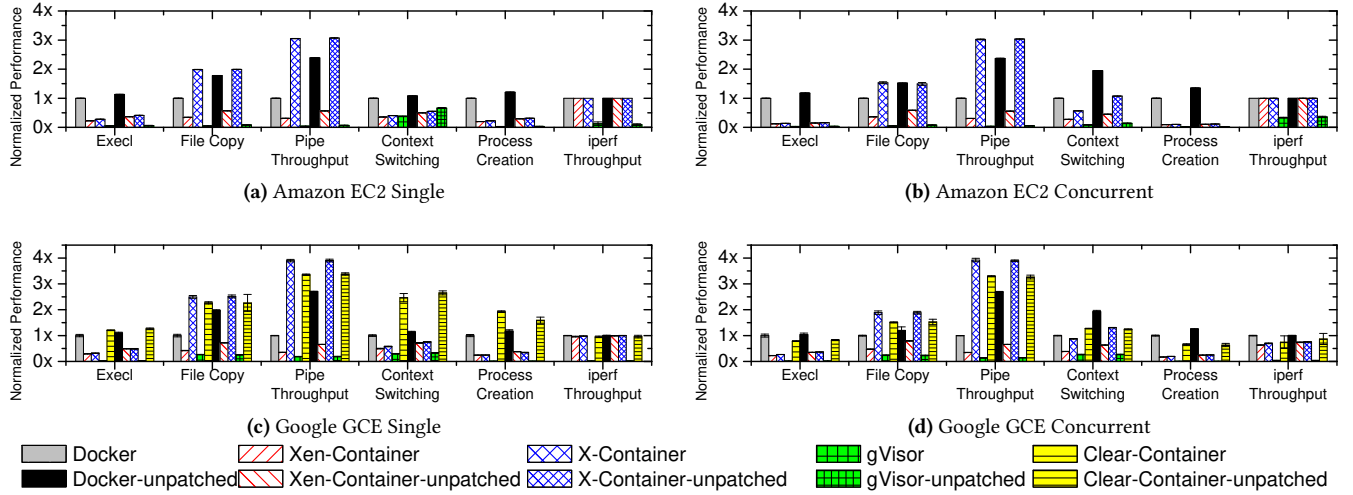 Normalized Performance
4x
3x
2x
1x
0x
Execl
File Copy
Pipe Throughput
Context Switching
Process Creation
iperf Throughput
(a) Amazon EC2 Single
Normalized Performance
4x
3x
2x
1x
0x
Execl
File Copy
Pipe Throughput
Context Switching
Process Creation
iperf Throughput
(b) Amazon EC2 Concurrent
Normalized Performance
4x
3x
2x
1x
0x
Execl
File Copy
Pipe Throughput
Context Switching
Process Creation
iperf Throughput
(c) Google GCE Single
Normalized Performance
4x
3x
2x
1x
0x
Execl
File Copy
Pipe Throughput
Context Switching
Process Creation
iperf Throughput
(d) Google GCE Concurrent
Docker
Xen-Container
X-Container
gVisor
Clear-Container
Docker-unpatched
Xen-Container-unpatched
X-Container-unpatched
gVisor-unpatched
Clear-Container-unpatched